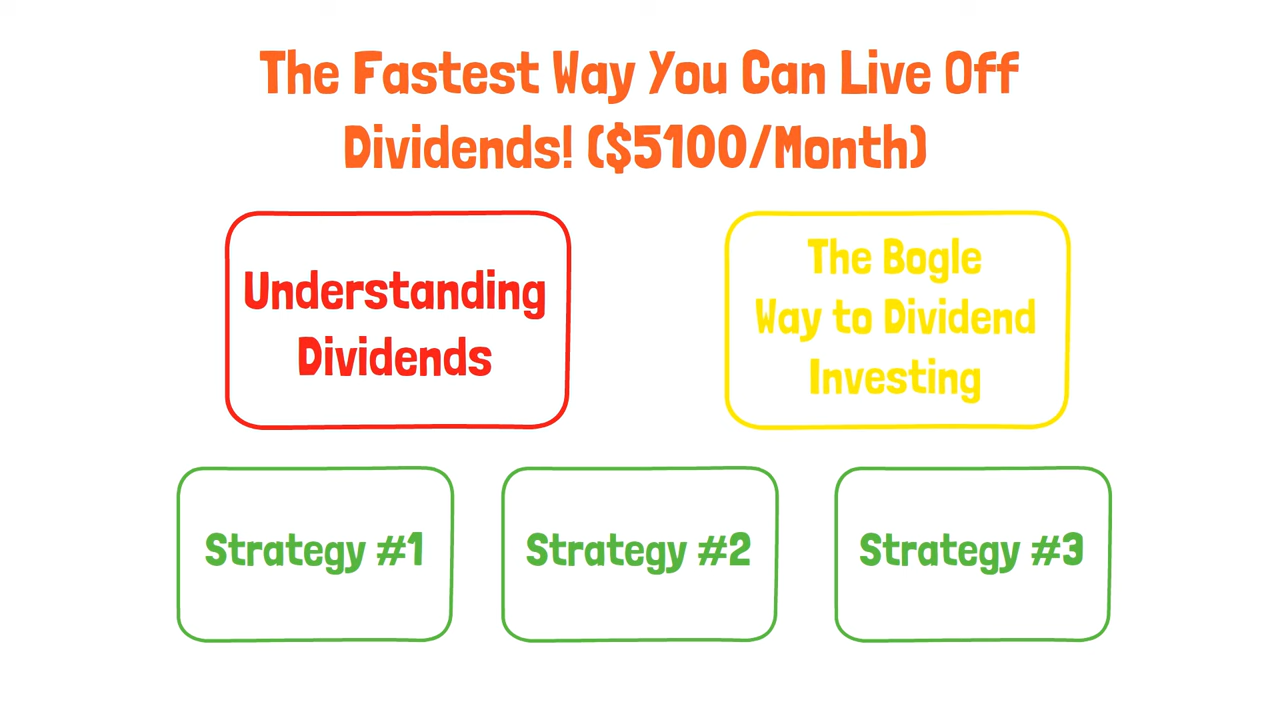 The Fastest Way You Can Live Off
Dividends! ($5100/Month)
Understanding
Dividends
The Bogle
Way to Dividend
Investing
Strategy #1
Strategy #2
Strategy #3